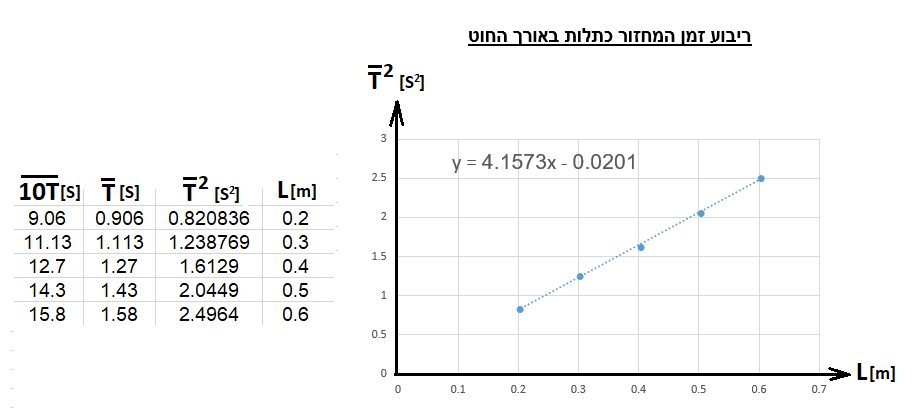 ריבוע זמן המחזור כתלות באורך החוט
T̅² [S²]
3
y = 4.1573x - 0.0201
2.5
2
1.5
1
0.5
0
0 0.1 0.2 0.3 0.4 0.5 0.6 0.7
L[m]
1̅0̅T̅[S] T̅ [S] T̅² [S²] L[m]
9.06 0.906 0.820836 0.2
11.13 1.113 1.238769 0.3
12.7 1.27 1.6129 0.4
14.3 1.43 2.0449 0.5
15.8 1.58 2.4964 0.6